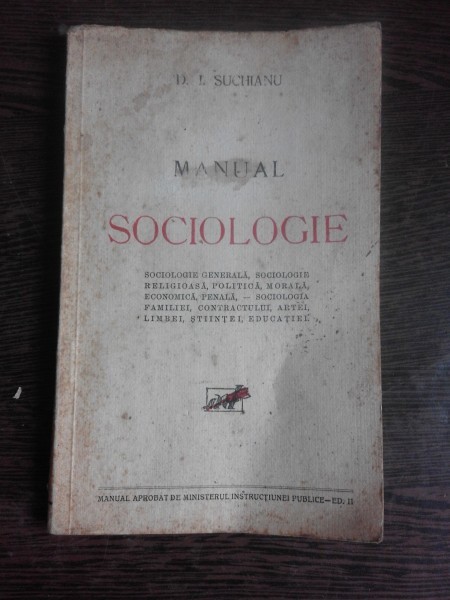 D. I. SUCHIANU
MANUAL
SOCIOLOGIE
SOCIOLOGIE GENERALĂ, SOCIOLOGIE
RELIGIOASĂ, POLITICĂ, MORALĂ,
ECONOMICĂ, PENALĂ, — SOCIOLOGIA
FAMILIEI, CONTRACTULUI, ARTEI,
LIMBEI, ȘTIINȚEI, EDUCAȚIEI.
MANUAL APROBAT DE MINISTERUL INSTRUCȚIUNEI PUBLICE—ED. II